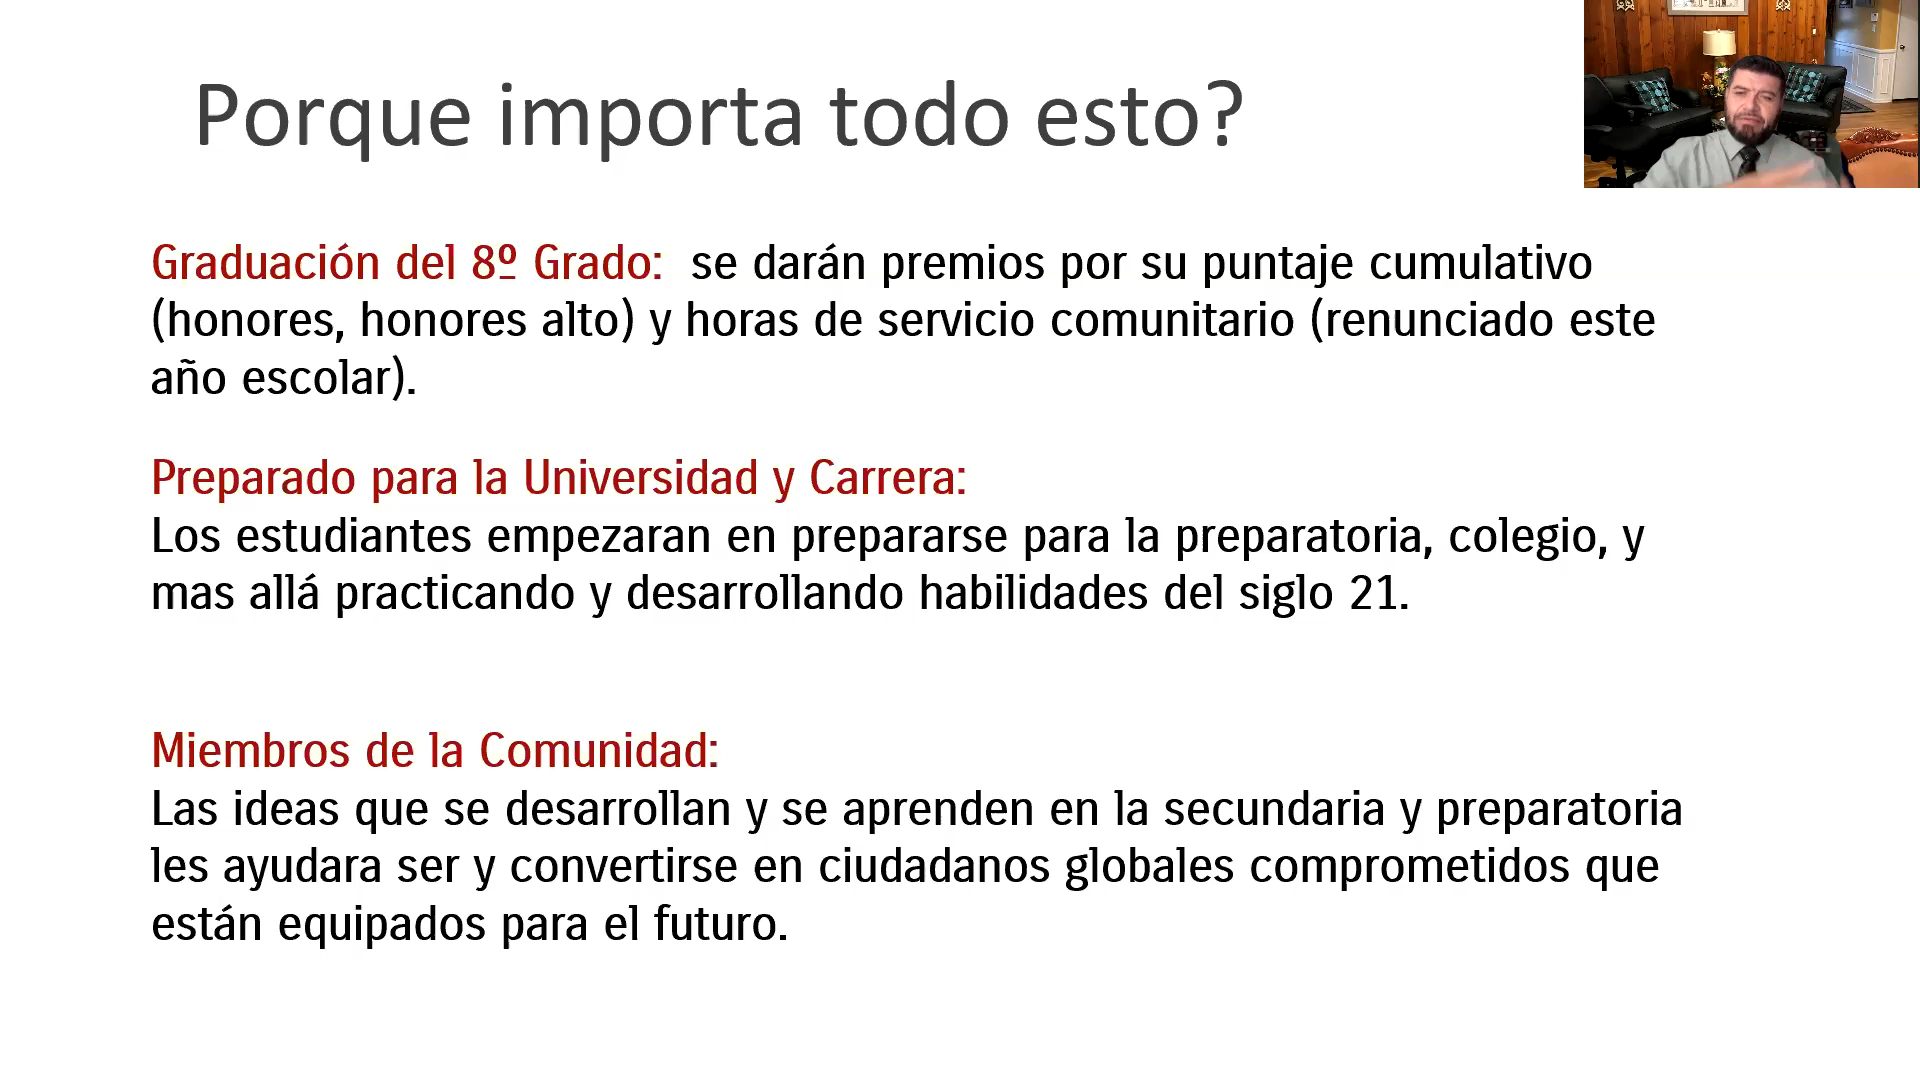 Porque importa todo esto?
Graduación del 8º Grado: se darán premios por su puntaje cumulativo
(honores, honores alto) y horas de servicio comunitario (renunciado este
año escolar).
Preparado para la Universidad y Carrera:
Los estudiantes empezaran en prepararse para la preparatoria, colegio, y
mas allá practicando y desarrollando habilidades del siglo 21.
Miembros de la Comunidad:
Las ideas que se desarrollan y se aprenden en la secundaria y preparatoria
les ayudara ser y convertirse en ciudadanos globales comprometidos que
están equipados para el futuro.